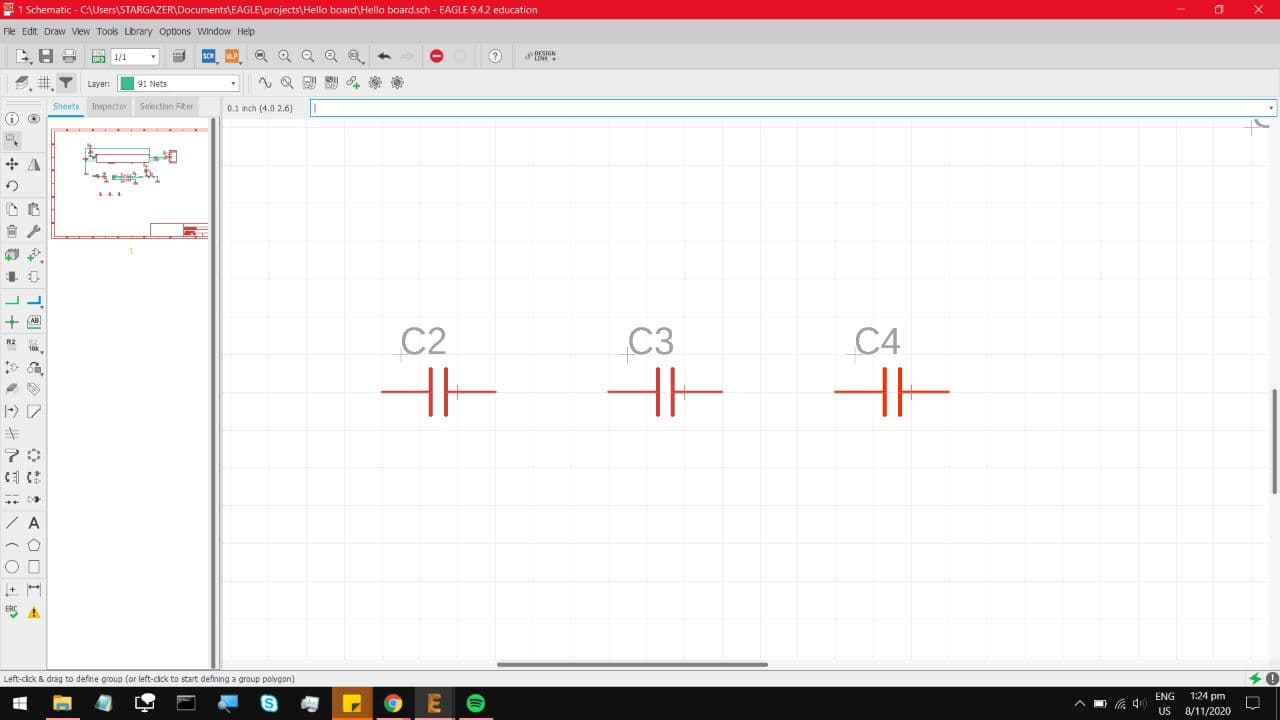 1 Schematic - C:\Users\STARGAZER\Documents\EAGLE\projects\Hello board\Hello board.sch - EAGLE 9.4.2 education
File Edit Draw View Tools Library Options Window Help
1/1
SCR
ULP
DESIGN
LINK
Layer:
91 Nets
Sheets
Inspector
Selection Filter
0.1 inch (4.0 2.6)
C2
C3
C4
R2
10k
AB
A
ERC
1
Left-click & drag to define group (or left-click to start defining a group polygon)
ENG
US
1:24 pm
8/11/2020